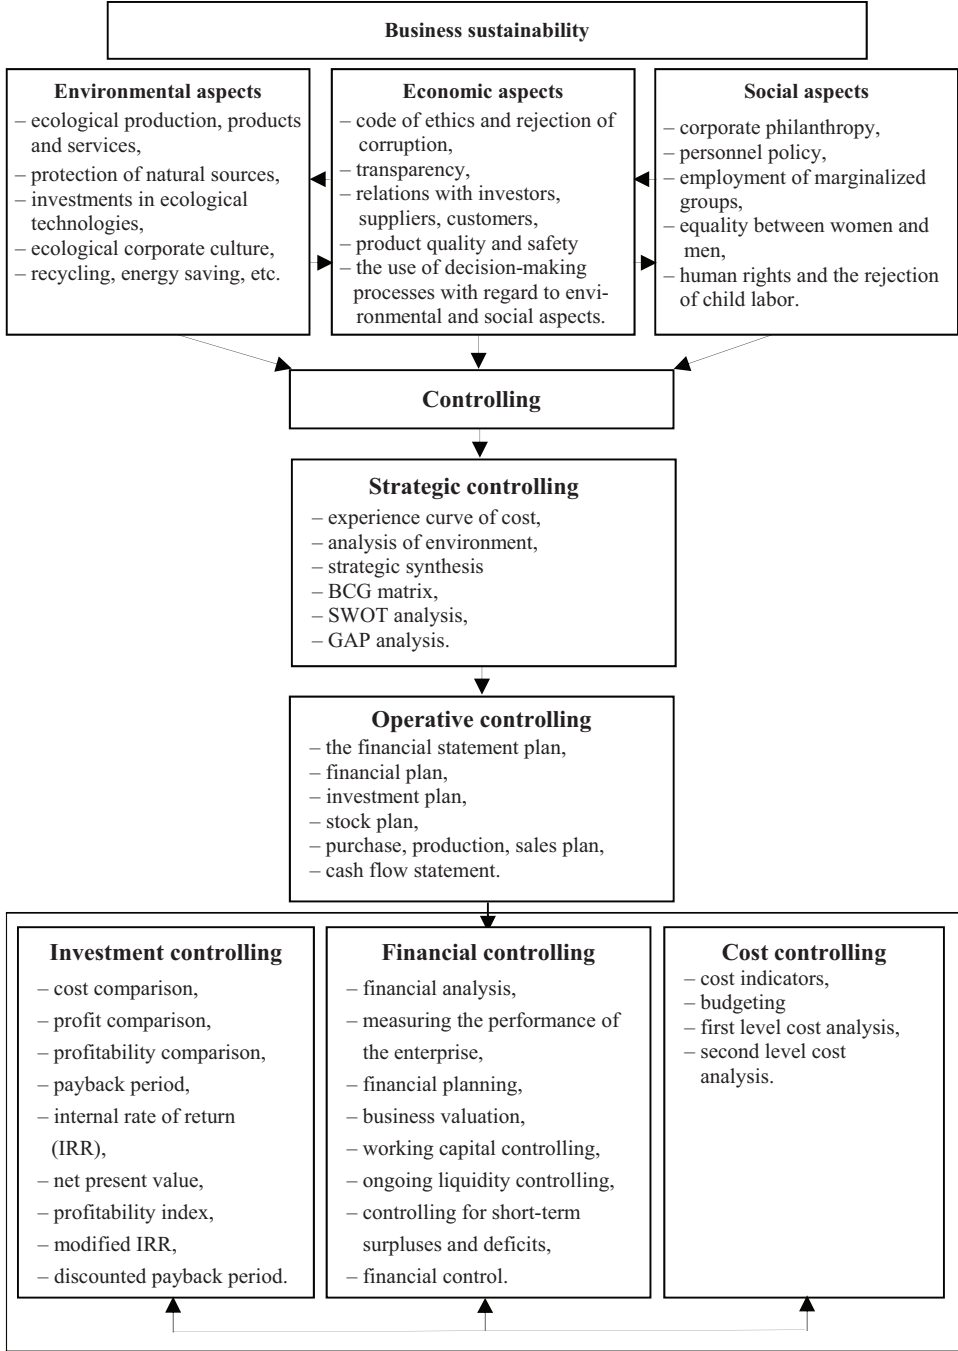 Business sustainability
Environmental aspects
– ecological production, products
and services,
– protection of natural sources,
– investments in ecological
technologies,
– ecological corporate culture,
– recycling, energy saving, etc.
Economic aspects
– code of ethics and rejection of
corruption,
– transparency,
– relations with investors,
suppliers, customers,
– product quality and safety
– the use of decision-making
processes with regard to envi-
ronmental and social aspects.
Social aspects
– corporate philanthropy,
– personnel policy,
– employment of marginalized
groups,
– equality between women and
men,
– human rights and the rejection
of child labor.
Controlling
Strategic controlling
– experience curve of cost,
– analysis of environment,
– strategic synthesis
– BCG matrix,
– SWOT analysis,
– GAP analysis.
Operative controlling
– the financial statement plan,
– financial plan,
– investment plan,
– stock plan,
– purchase, production, sales plan,
– cash flow statement.
Investment controlling
– cost comparison,
– profit comparison,
– profitability comparison,
– payback period,
– internal rate of return
(IRR),
– net present value,
– profitability index,
– modified IRR,
– discounted payback period.
Financial controlling
– financial analysis,
– measuring the performance of
the enterprise,
– financial planning,
– business valuation,
– working capital controlling,
– ongoing liquidity controlling,
– controlling for short-term
surpluses and deficits,
– financial control.
Cost controlling
– cost indicators,
– budgeting
– first level cost analysis,
– second level cost
analysis.